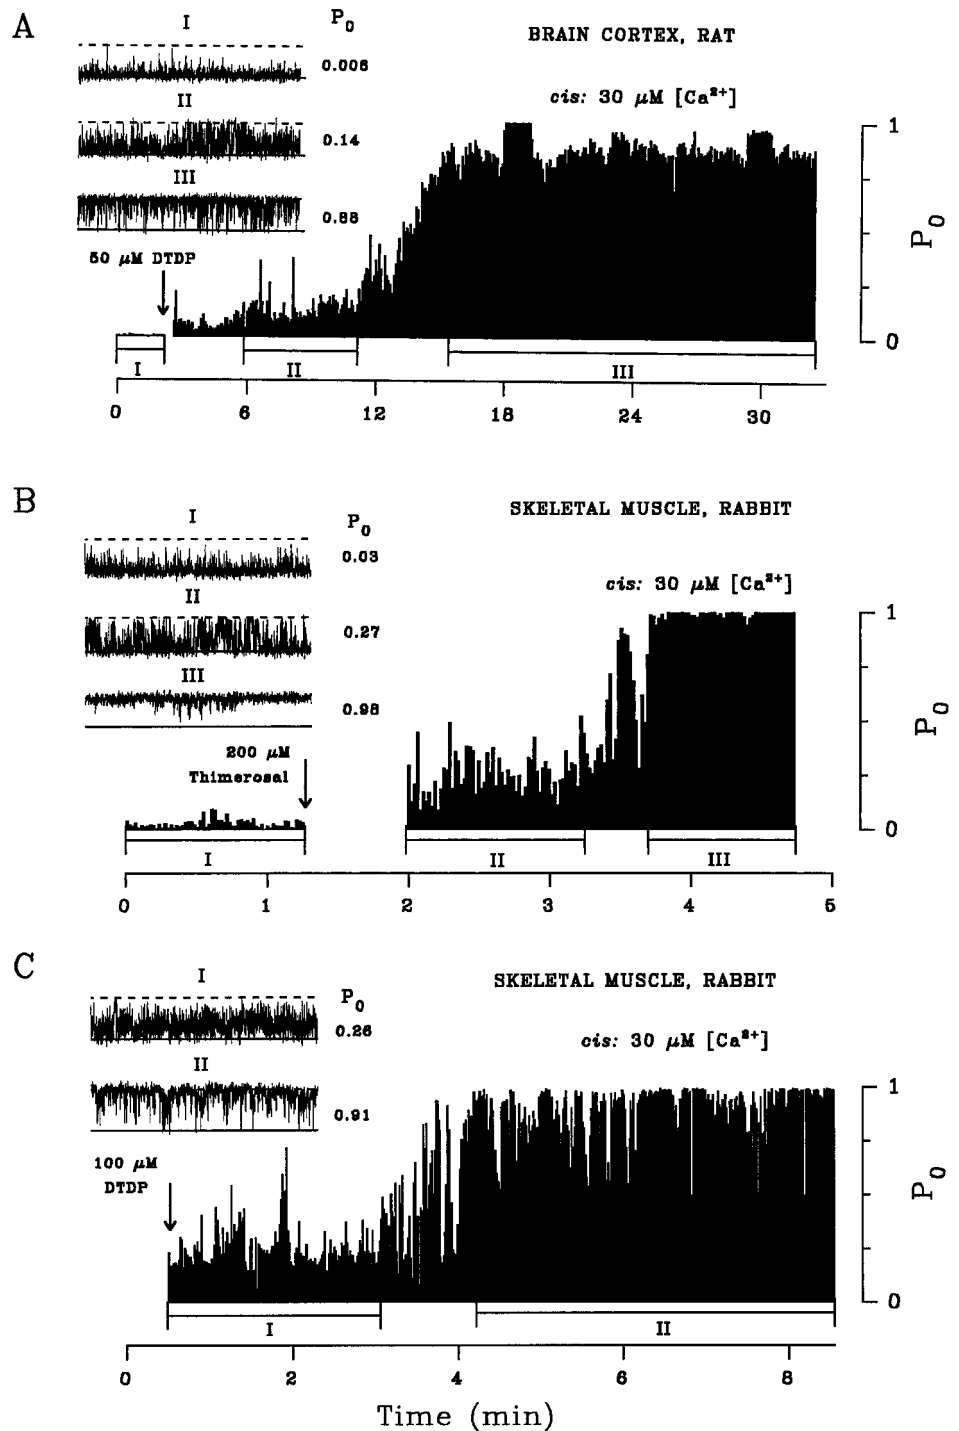 A
I
P0
BRAIN CORTEX, RAT
0.006
II
cis: 30 μM [Ca²⁺]
0.14
1
III
0.88
P0
50 μM DTDP
0
I
II
III
0 6 12 18 24 30
B
I
P0
SKELETAL MUSCLE, RABBIT
0.03
cis: 30 μM [Ca²⁺]
II
1
0.27
III
0.98
P0
200 μM
Thimerosal
0
I
II
III
0 1 2 3 4 5
C
I
P0
SKELETAL MUSCLE, RABBIT
0.26
cis: 30 μM [Ca²⁺]
II
1
0.91
100 μM
DTDP
P0
0
I
II
0 2 4 6 8
Time (min)